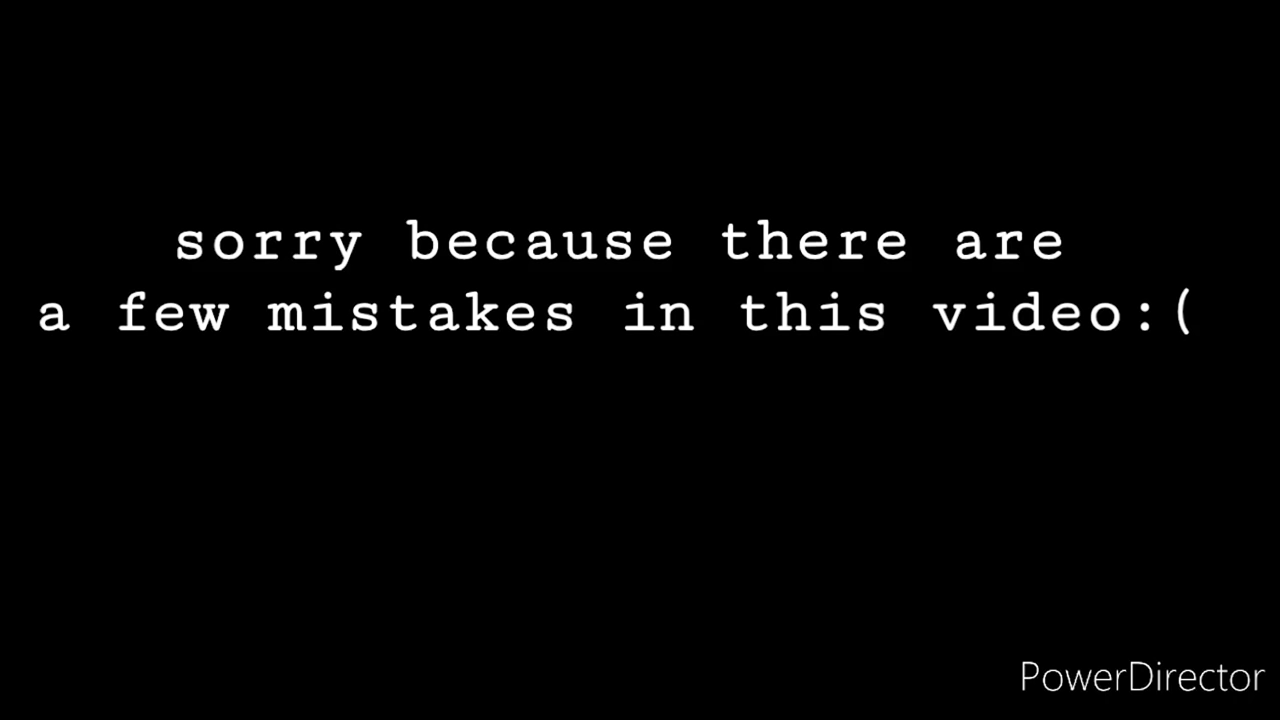 sorry because there are
a few mistakes in this video:(
PowerDirector